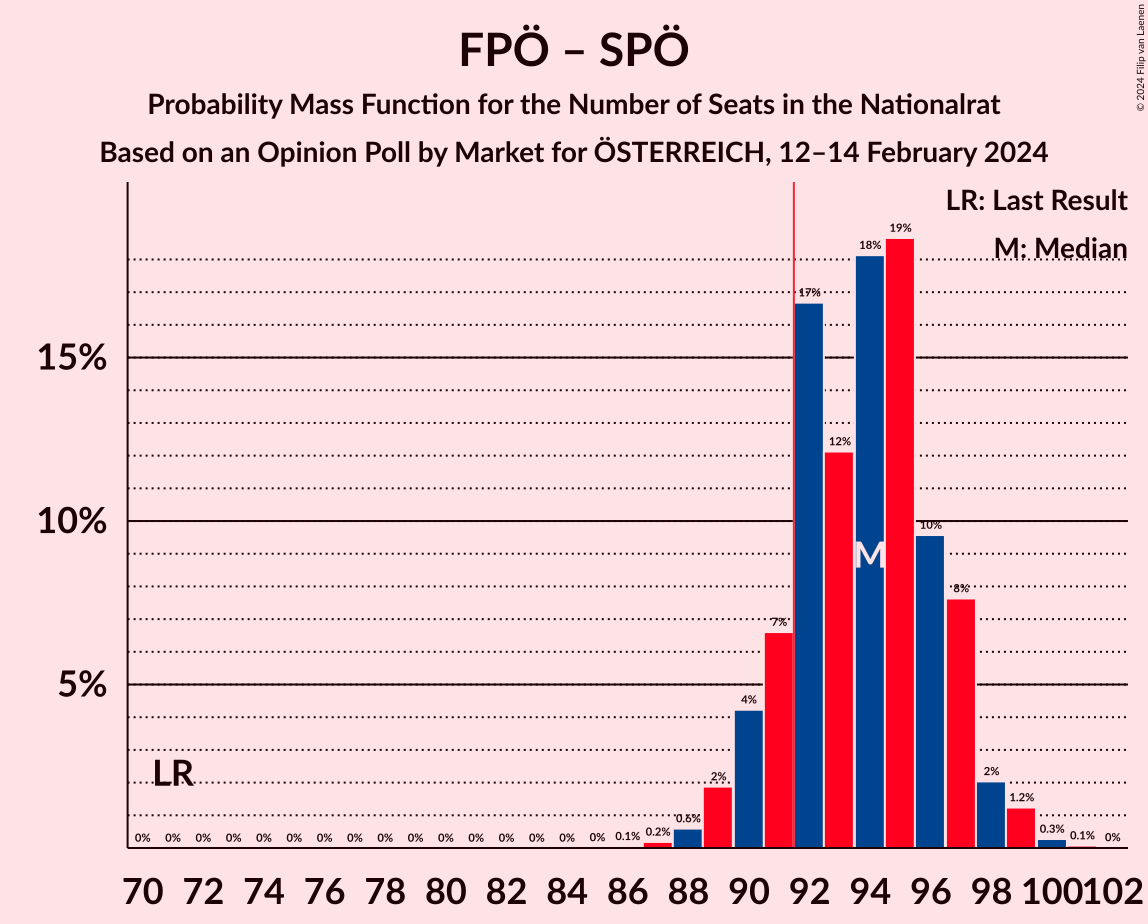 © 2024 Filip van Laenen
FPÖ – SPÖ
Probability Mass Function for the Number of Seats in the Nationalrat
Based on an Opinion Poll by Market for ÖSTERREICH, 12–14 February 2024
LR: Last Result
M: Median
15%
10%
5%
LR
M
0% 0% 0% 0% 0% 0% 0% 0% 0% 0% 0% 0% 0% 0% 0% 0% 0.1% 0.2% 0.6% 2% 4% 7% 17% 12% 18% 19% 10% 8% 2% 1.2% 0.3% 0.1% 0%
70 72 74 76 78 80 82 84 86 88 90 92 94 96 98 100 102